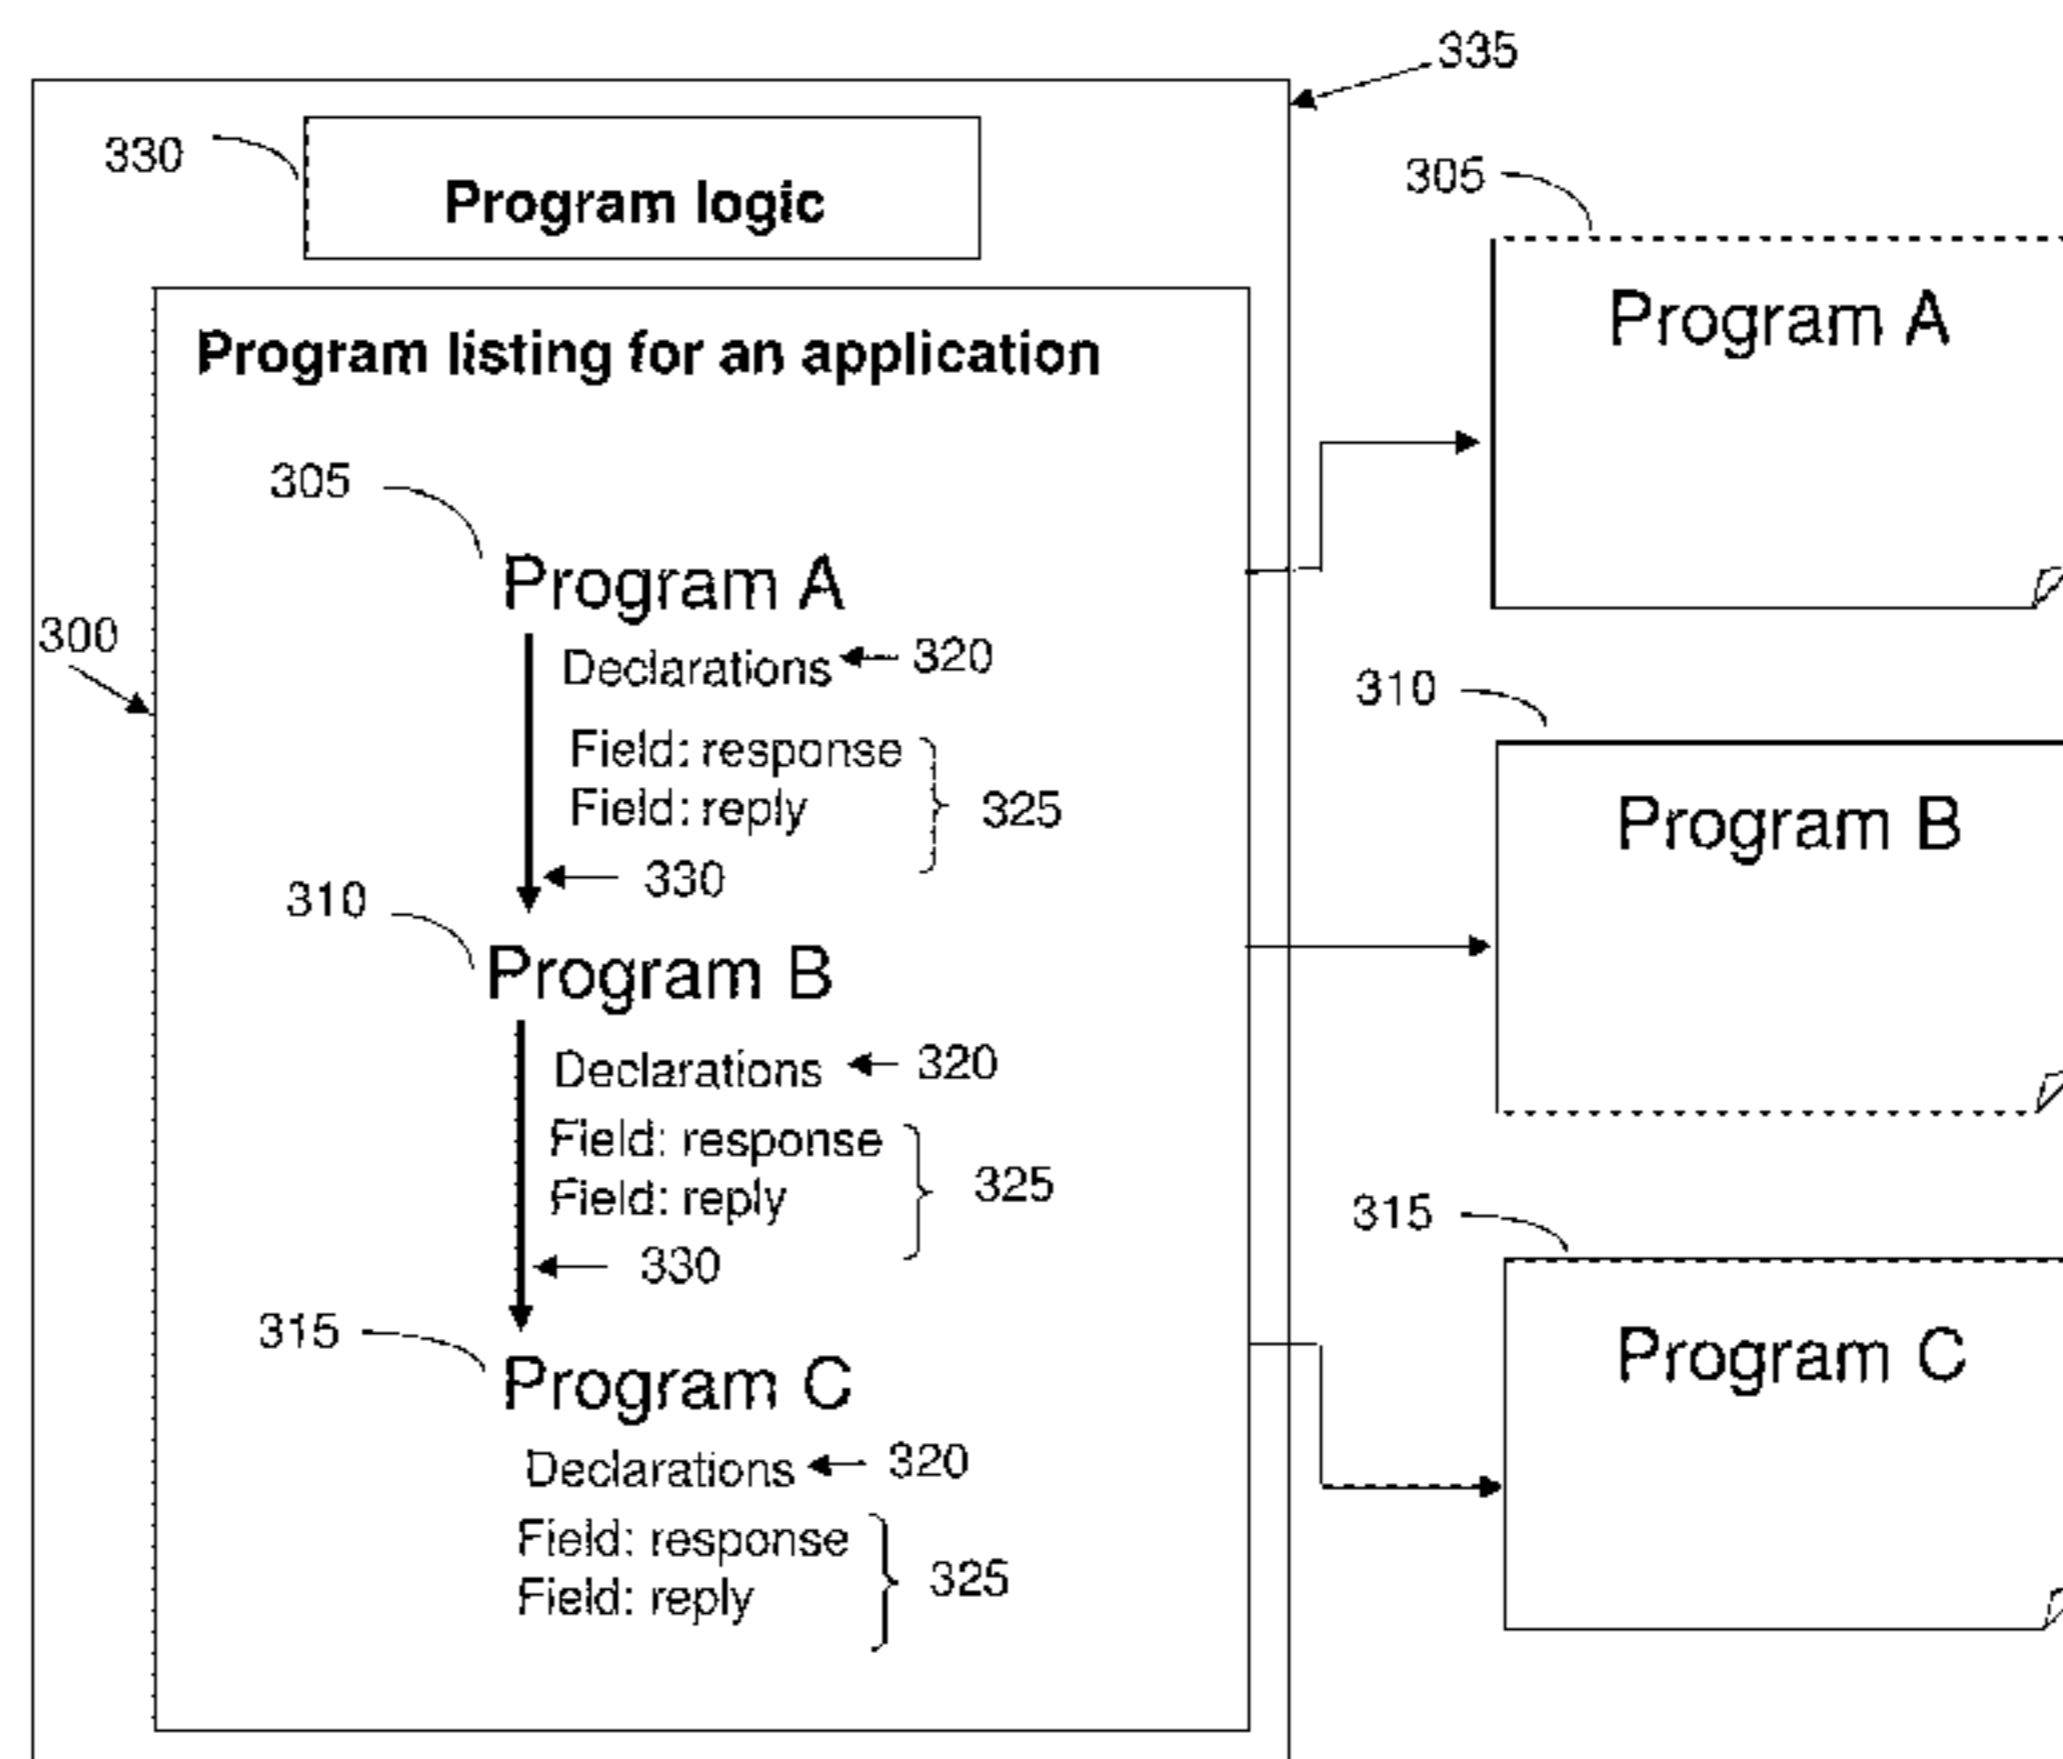 335
330
Program logic
305
Program A
Program listing for an application
305
Program A
300
Declarations 320
310
Field: response
Field: reply
325
Program B
330
310
Program B
Declarations 320
Field: response
Field: reply
325
315
330
315
Program C
Program C
Declarations 320
Field: response
Field: reply
325